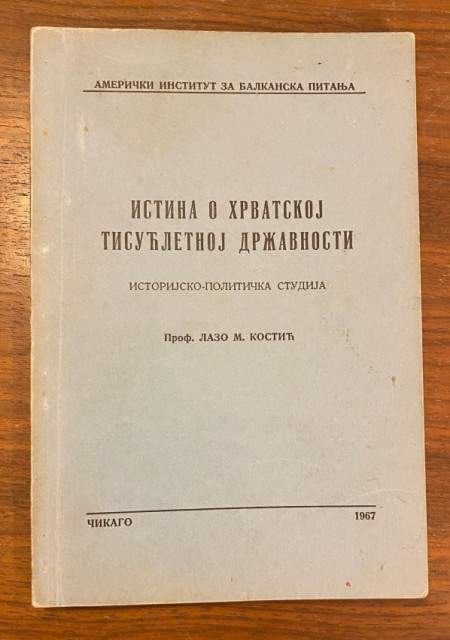 АМЕРИЧКИ ИНСТИТУТ ЗА БАЛКАНСКА ПИТАЊА
ИСТИНА О ХРВАТСКОЈ
ТИСУЋЛЕТНОЈ ДРЖАВНОСТИ
ИСТОРИЈСКО-ПОЛИТИЧКА СТУДИЈА
Проф. ЛАЗО М. КОСТИЋ
ЧИКАГО 1967